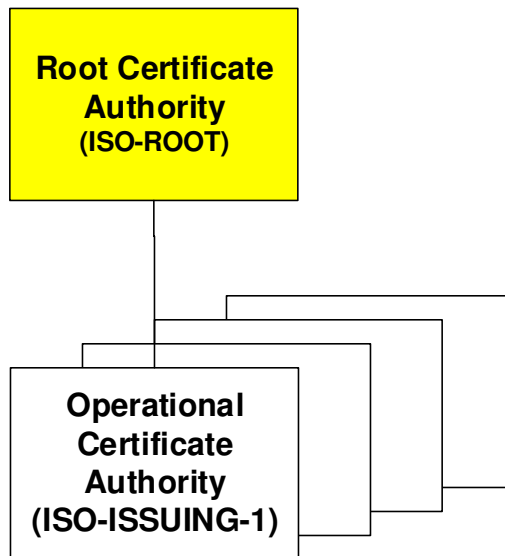 Root Certificate
Authority
(ISO-ROOT)
Operational
Certificate
Authority
(ISO-ISSUING-1)